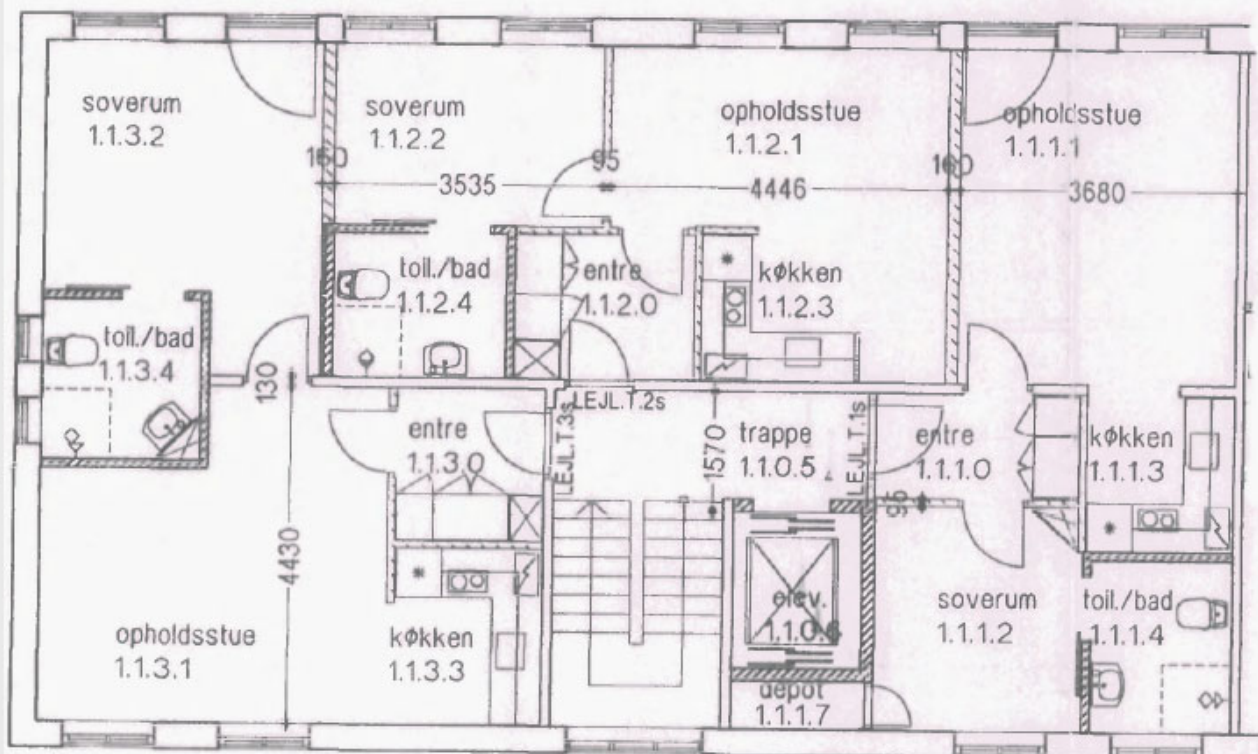 soverum
1.1.3.2
soverum
1.1.2.2
opholdsstue
1.1.2.1
opholdsstue
1.1.1.1
160
3535
95
4446
160
3680
toil./bad
1.1.2.4
entre
1.1.2.0
køkken
1.1.2.3
toil./bad
1.1.3.4
130
LEJL.T.2s
entre
1.1.3.0
LEJL.T.3s
1570
trappe
1.1.0.5
LEJL.T.1s
entre
1.1.1.0
køkken
1.1.1.3
95
4430
opholdsstue
1.1.3.1
køkken
1.1.3.3
elev.
1.1.0.6
soverum
1.1.1.2
toil./bad
1.1.1.4
depot
1.1.1.7